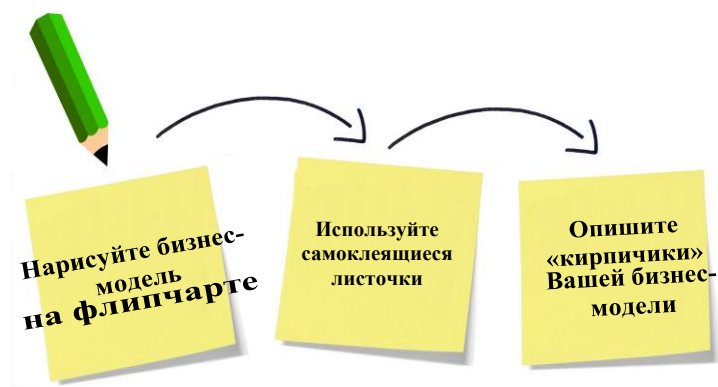 Нарисуйте бизнес-
модель
на флипчарте
Используйте
самоклеящиеся
листочки
Опишите
«кирпичики»
Вашей бизнес-
модели